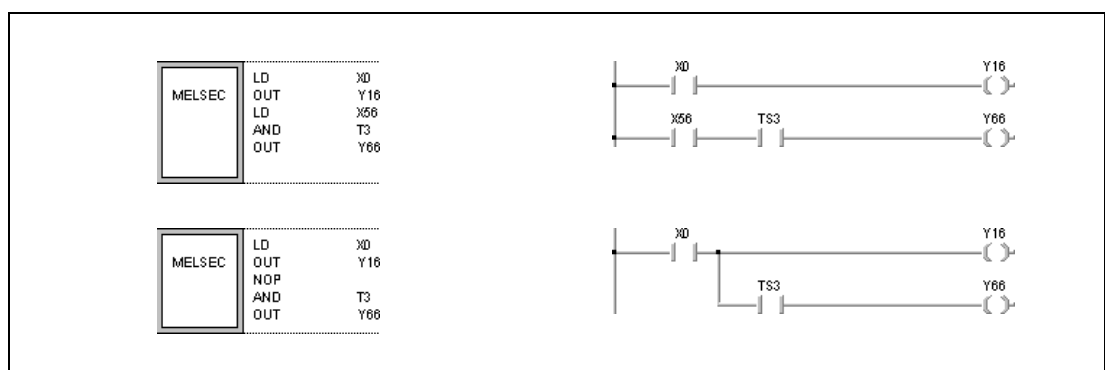 MELSEC
LD X0
OUT Y16
LD X56
AND T3
OUT Y66
X0 Y16
X56 TS3 Y66
MELSEC
LD X0
OUT Y16
NOP
AND T3
OUT Y66
X0 Y16
TS3 Y66